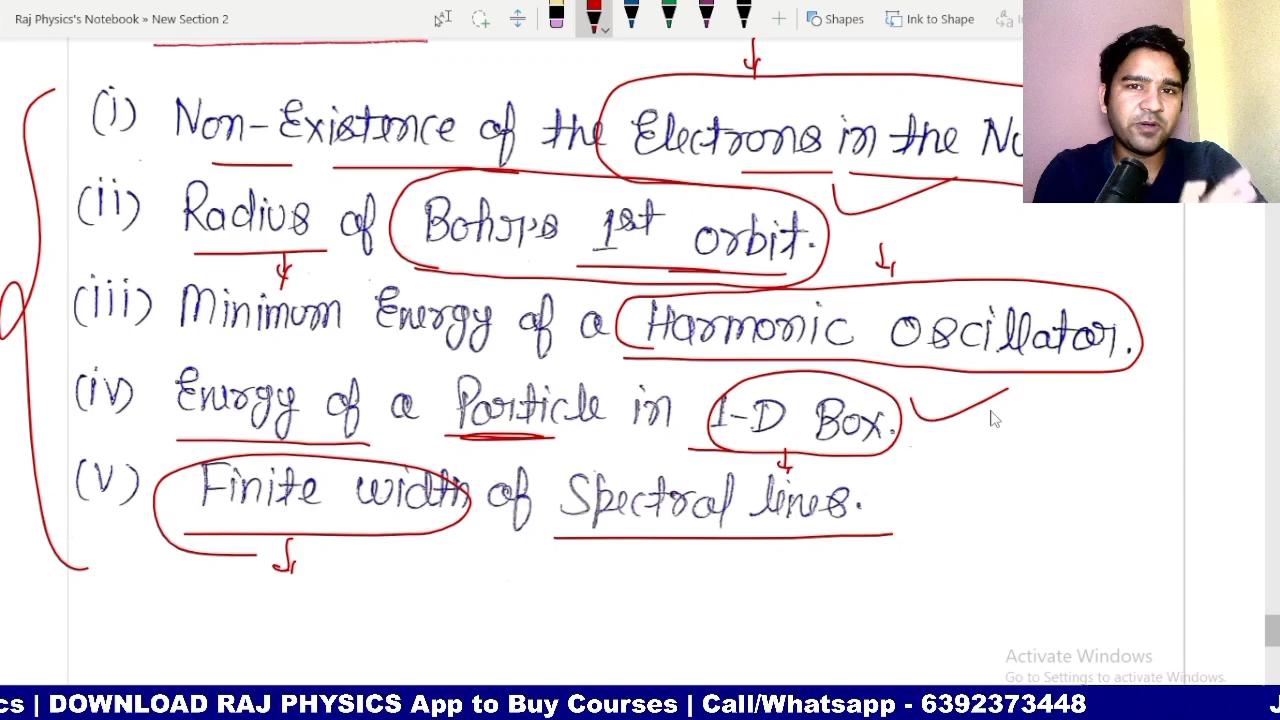 Raj Physics's Notebook » New Section 2
Shapes
Ink to Shape
(i) Non-Existence of the Electrons in the
(ii) Radius of Bohr's 1st orbit.
(iii) Minimum Energy of a Harmonic Oscillator.
(iv) Energy of a Particle in 1-D Box.
(v) Finite width of Spectral lines.
Activate Windows
Go to Settings to activate Windows.
cs | DOWNLOAD RAJ PHYSICS App to Buy Courses | Call/Whatsapp - 6392373448